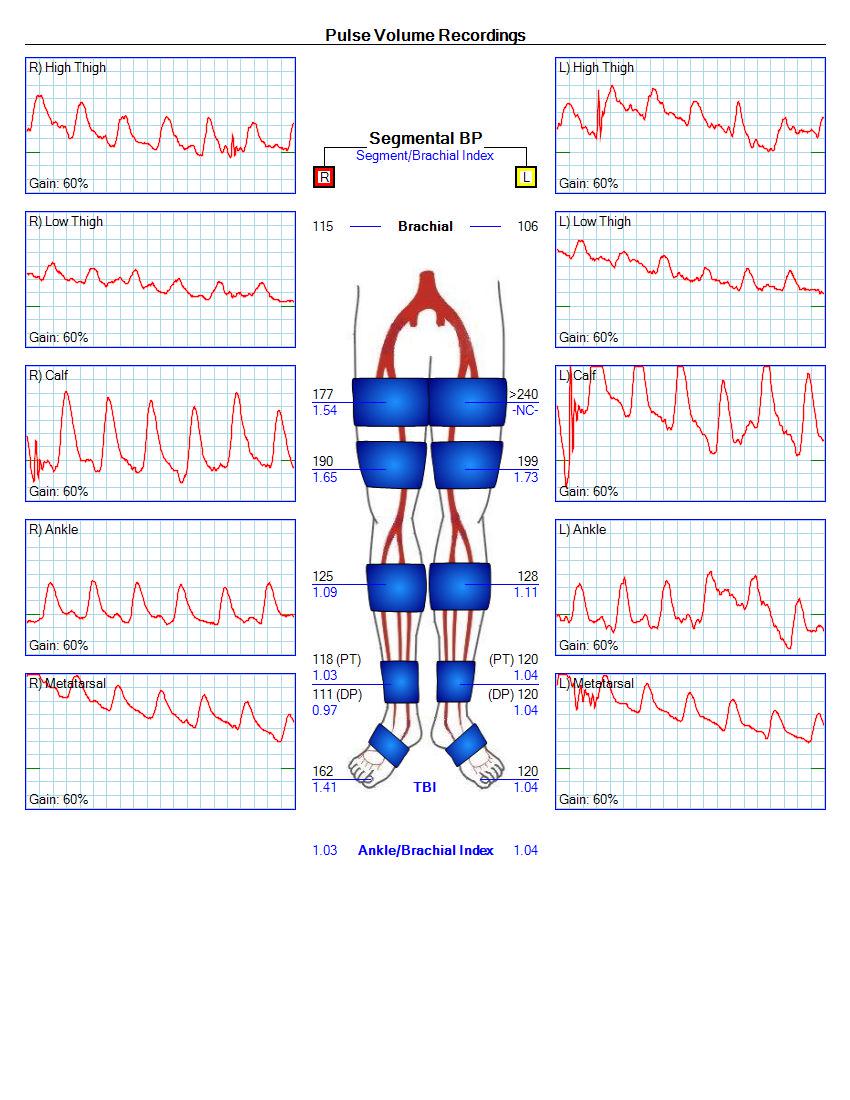 Pulse Volume Recordings
R) High Thigh
Gain: 60%
L) High Thigh
Gain: 60%
Segmental BP
Segment/Brachial Index
R
L
115 Brachial 106
R) Low Thigh
Gain: 60%
L) Low Thigh
Gain: 60%
R) Calf
Gain: 60%
L) Calf
Gain: 60%
177
1.54
>240
-NC-
190
1.65
199
1.73
R) Ankle
Gain: 60%
L) Ankle
Gain: 60%
125
1.09
128
1.11
118 (PT)
1.03
111 (DP)
0.97
(PT) 120
1.04
(DP) 120
1.04
R) Metatarsal
Gain: 60%
L) Metatarsal
Gain: 60%
162
1.41
TBI
120
1.04
1.03 Ankle/Brachial Index 1.04